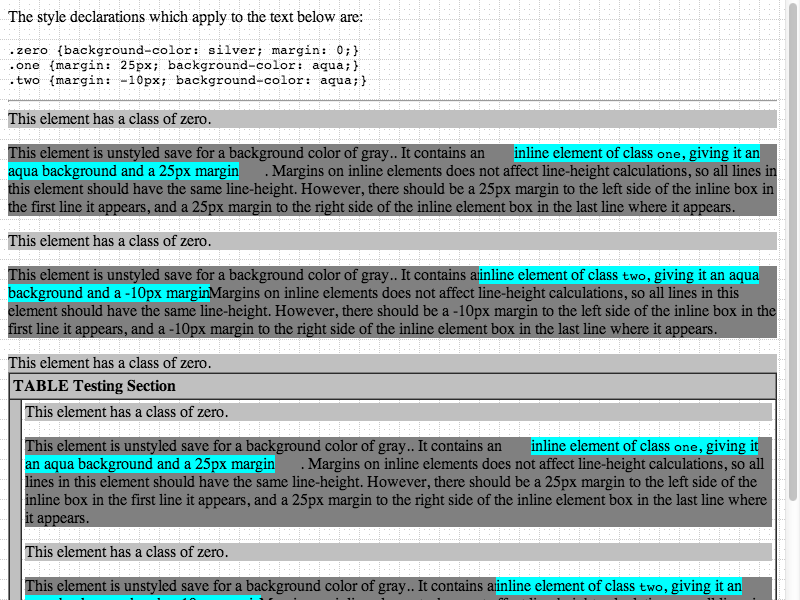 The style declarations which apply to the text below are:
.zero {background-color: silver; margin: 0;}
.one {margin: 25px; background-color: aqua;}
.two {margin: -10px; background-color: aqua;}
This element has a class of zero.
This element is unstyled save for a background color of gray.. It contains an inline element of class one, giving it an
aqua background and a 25px margin. Margins on inline elements does not affect line-height calculations, so all lines in
this element should have the same line-height. However, there should be a 25px margin to the left side of the inline box in
the first line it appears, and a 25px margin to the right side of the inline element box in the last line where it appears.
This element has a class of zero.
This element is unstyled save for a background color of gray.. It contains a inline element of class two, giving it an aqua
background and a -10px margin Margins on inline elements does not affect line-height calculations, so all lines in this
element should have the same line-height. However, there should be a -10px margin to the left side of the inline box in the
first line it appears, and a -10px margin to the right side of the inline element box in the last line where it appears.
This element has a class of zero.
TABLE Testing Section
This element has a class of zero.
This element is unstyled save for a background color of gray.. It contains an inline element of class one, giving it
an aqua background and a 25px margin. Margins on inline elements does not affect line-height calculations, so all
lines in this element should have the same line-height. However, there should be a 25px margin to the left side of the
inline box in the first line it appears, and a 25px margin to the right side of the inline element box in the last line where
it appears.
This element has a class of zero.
This element is unstyled save for a background color of gray.. It contains a inline element of class two, giving it an